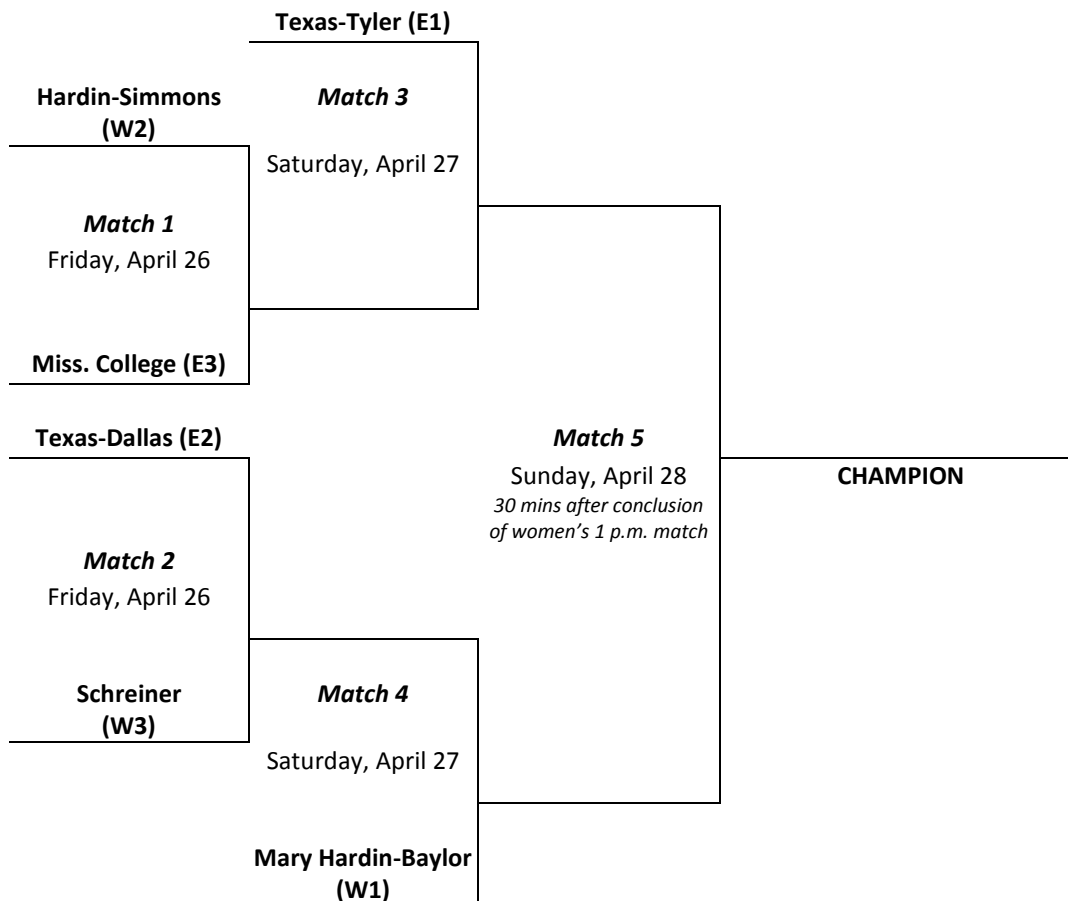 Texas-Tyler (E1)
Hardin-Simmons
(W2)
Match 3
Saturday, April 27
Match 1
Friday, April 26
Miss. College (E3)
Texas-Dallas (E2)
Match 5
Sunday, April 28
30 mins after conclusion
of women’s 1 p.m. match
CHAMPION
Match 2
Friday, April 26
Schreiner
(W3)
Match 4
Saturday, April 27
Mary Hardin-Baylor
(W1)